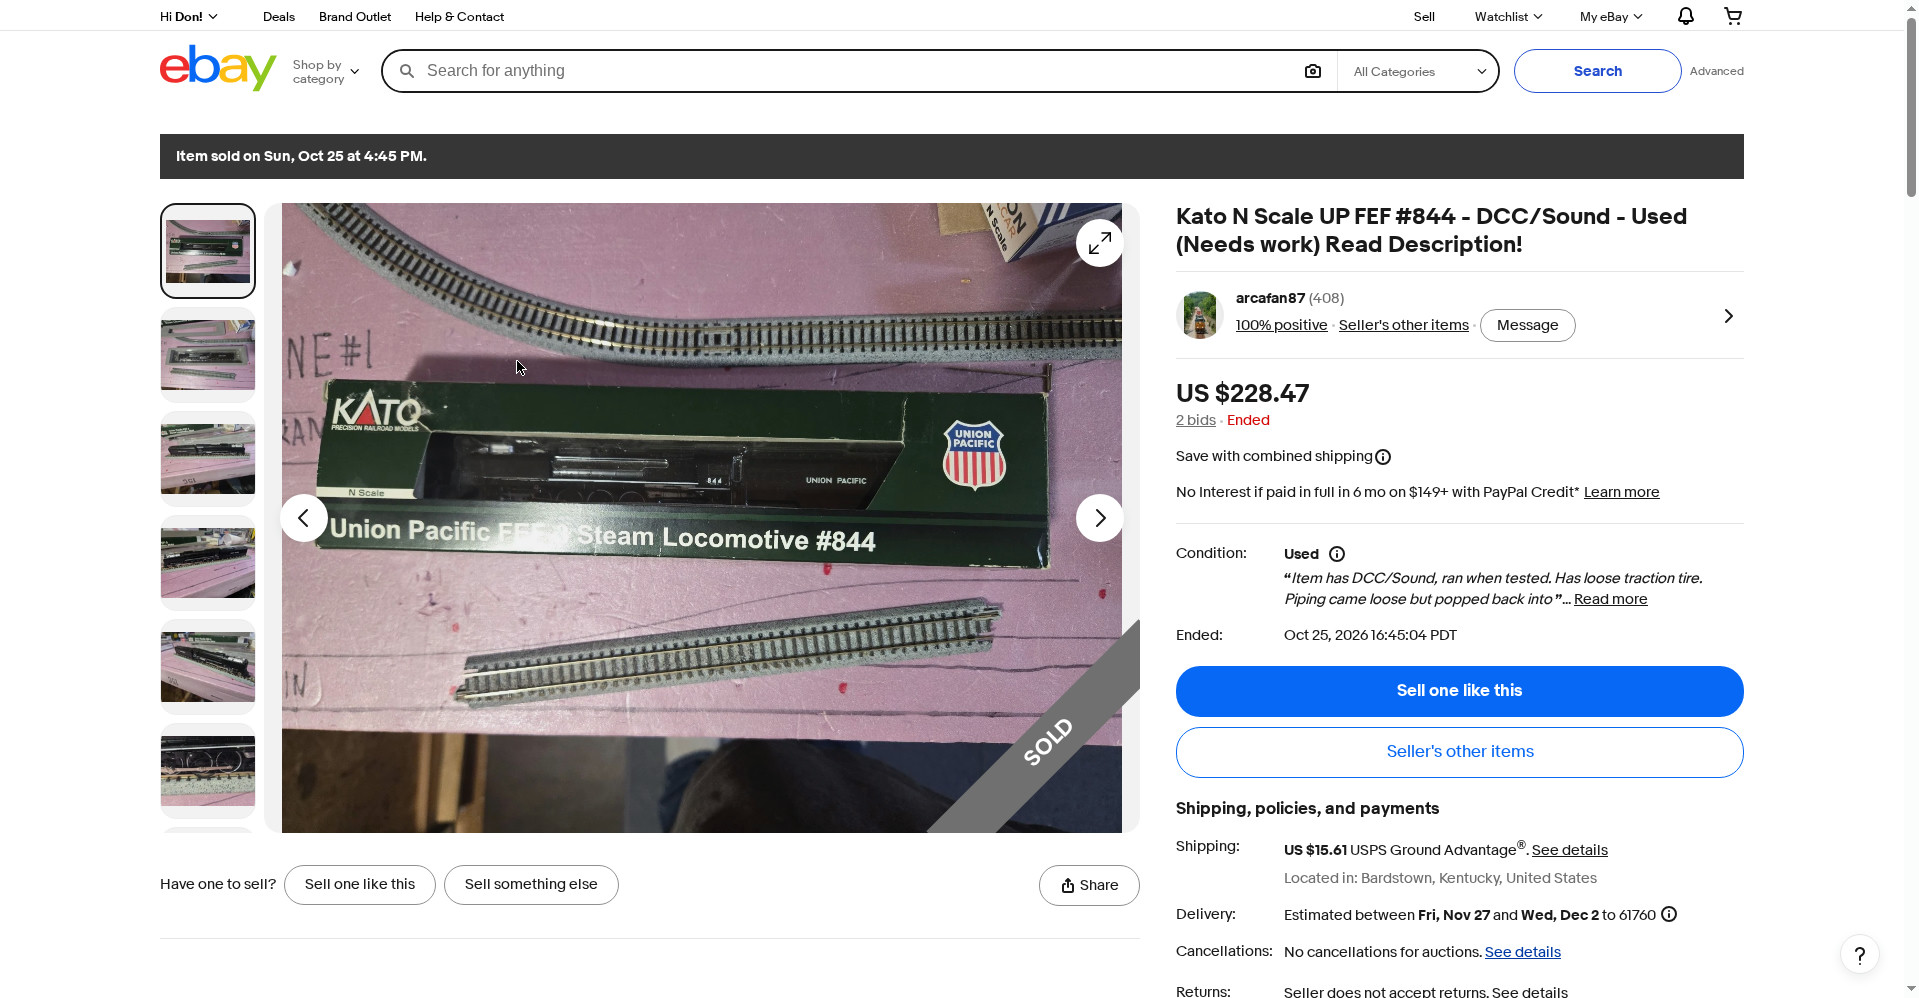 Hi Don!
Deals
Brand Outlet
Help & Contact
Sell
Watchlist
My eBay
ebay
Shop by category
Search for anything
All Categories
Search
Advanced
Item sold on Sun, Oct 25 at 4:45 PM.
N Scale
NE #1
KATO
PRECISION RAILROAD MODELS
UNION PACIFIC
844
UNION PACIFIC
N Scale
Union Pacific
Steam Locomotive #844
SOLD
Have one to sell?
Sell one like this
Sell something else
Share
Kato N Scale UP FEF #844 - DCC/Sound - Used
(Needs work) Read Description!
arcafan87 (408)
100% positive · Seller's other items · Message
US $228.47
2 bids · Ended
Save with combined shipping
No Interest if paid in full in 6 mo on $149+ with PayPal Credit* Learn more
Condition: Used
“Item has DCC/Sound, ran when tested. Has loose traction tire.
Piping came loose but popped back into ”... Read more
Ended: Oct 25, 2026 16:45:04 PDT
Sell one like this
Seller's other items
Shipping, policies, and payments
Shipping: US $15.61 USPS Ground Advantage®. See details
Located in: Bardstown, Kentucky, United States
Delivery: Estimated between Fri, Nov 27 and Wed, Dec 2 to 61760
Cancellations: No cancellations for auctions. See details
Returns: Seller does not accept returns. See details
?